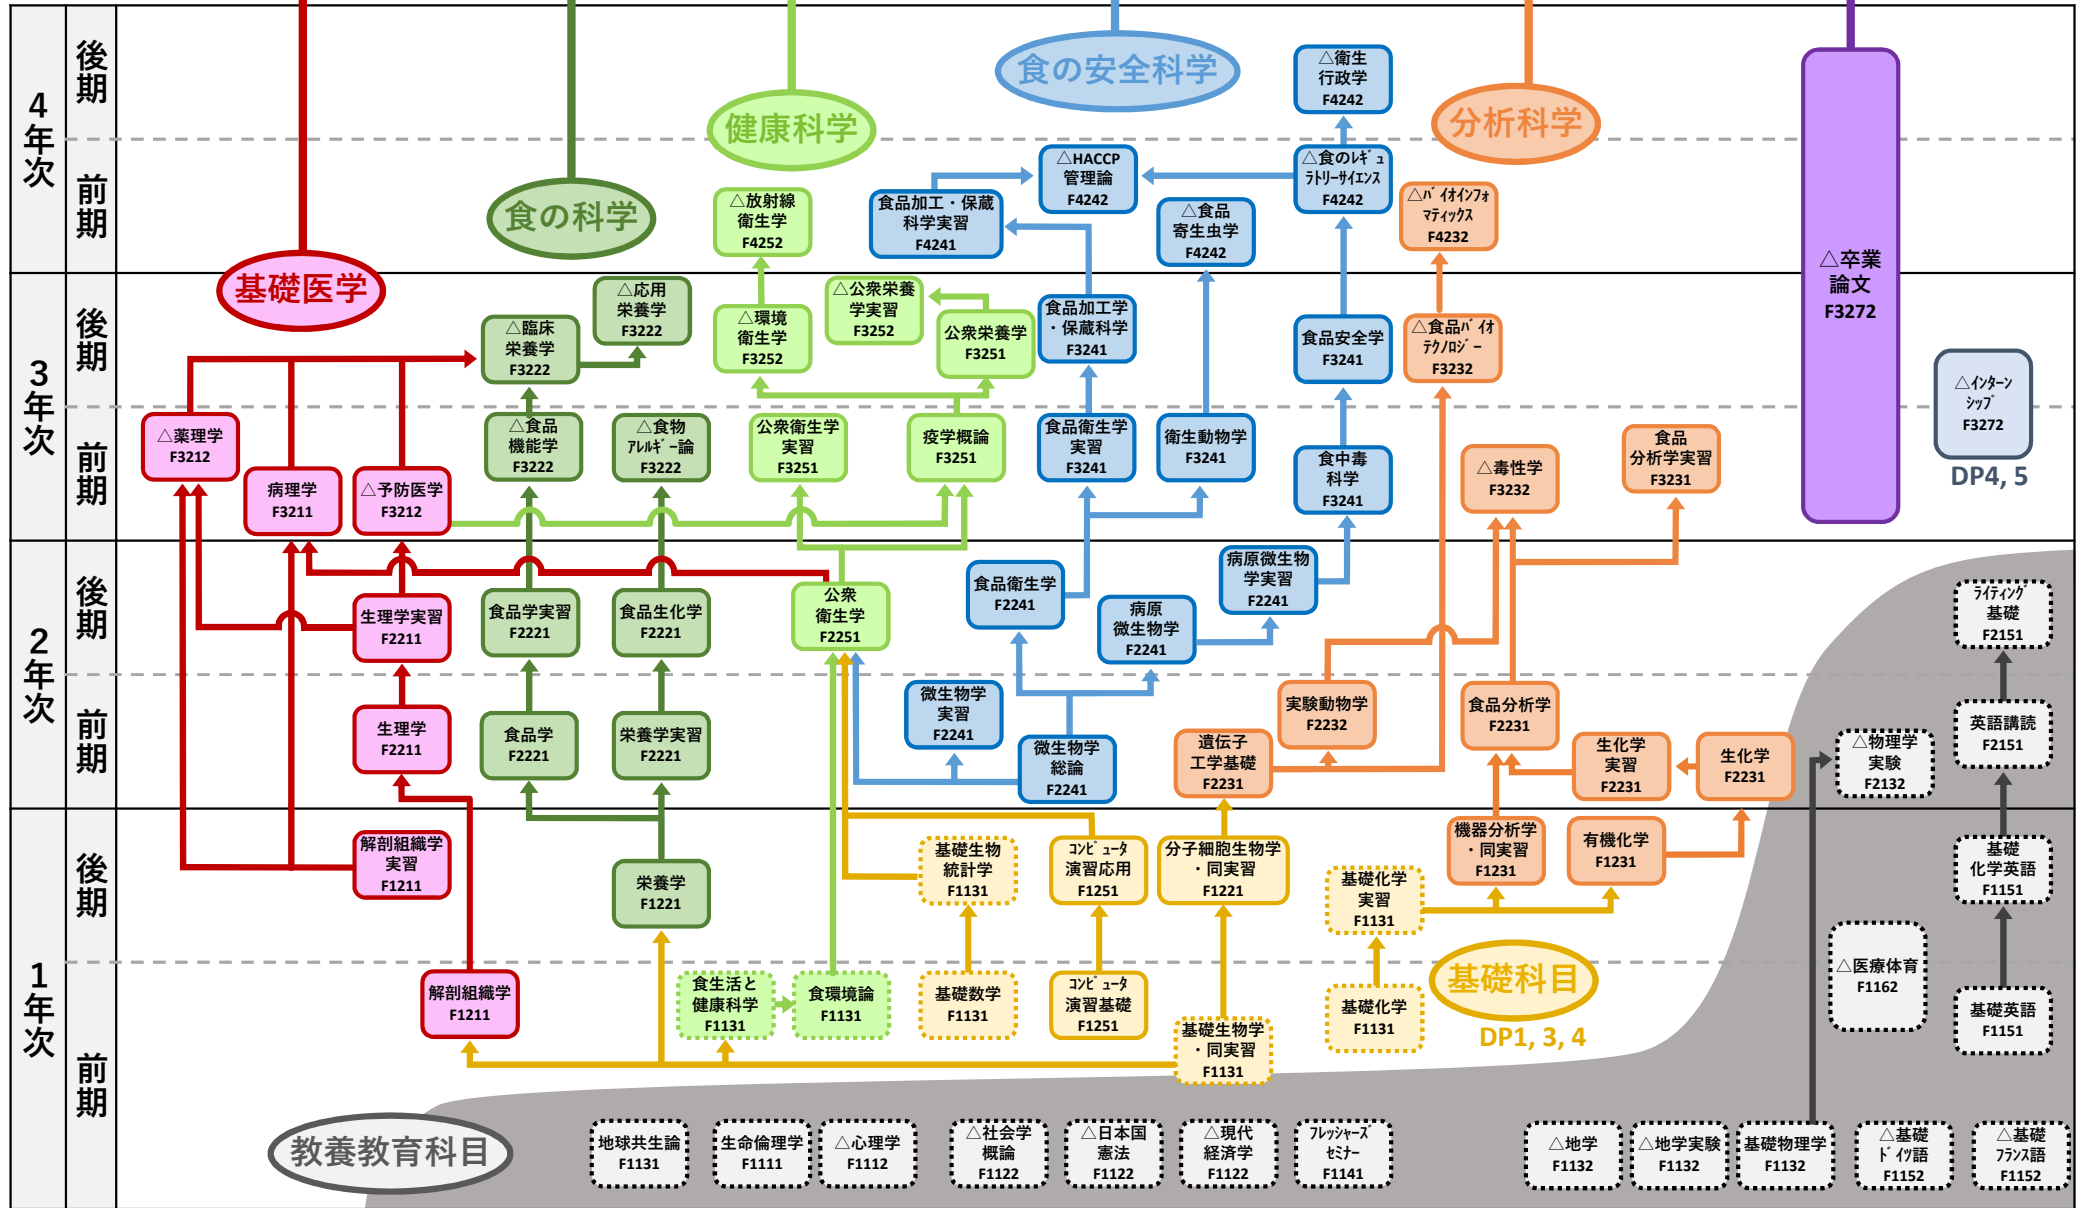 4年次
後期
前期
食の安全科学
健康科学
分析科学
食の科学
△衛生
行政学
F4242
△HACCP
管理論
F4242
△食のﾚｷﾞｭ
ﾗﾄﾘｰｻｲｴﾝｽ
F4242
△放射線
衛生学
F4252
食品加工・保蔵
科学実習
F4241
△食品
寄生虫学
F4242
△ﾊﾞｲｵｲﾝﾌｫ
ﾏﾃｨｯｸｽ
F4232
△卒業
論文
F3272
3年次
後期
前期
基礎医学
△臨床
栄養学
F3222
△応用
栄養学
F3222
△環境
衛生学
F3252
△公衆栄養
学実習
F3252
公衆栄養学
F3251
食品加工学
・保蔵科学
F3241
食品安全学
F3241
△食品ﾊﾞｲｵ
ﾃｸﾉﾛｼﾞｰ
F3232
△ｲﾝﾀｰﾝ
ｼｯﾌﾟ
F3272
DP4, 5
△薬理学
F3212
病理学
F3211
△予防医学
F3212
△食品
機能学
F3222
△食物
ｱﾚﾙｷﾞｰ論
F3222
公衆衛生学
実習
F3251
疫学概論
F3251
食品衛生学
実習
F3241
衛生動物学
F3241
食中毒
科学
F3241
△毒性学
F3232
食品
分析学実習
F3231
2年次
後期
前期
生理学実習
F2211
食品学実習
F2221
食品生化学
F2221
公衆
衛生学
F2251
食品衛生学
F2241
病原
微生物学
F2241
病原微生物
学実習
F2241
ﾗｲﾃｨﾝｸﾞ
基礎
F2151
生理学
F2211
食品学
F2221
栄養学実習
F2221
微生物学
実習
F2241
微生物学
総論
F2241
遺伝子
工学基礎
F2231
実験動物学
F2232
食品分析学
F2231
生化学
実習
F2231
生化学
F2231
△物理学
実験
F2132
英語講読
F2151
1年次
後期
前期
解剖組織学
実習
F1211
栄養学
F1221
基礎生物
統計学
F1131
ｺﾝﾋﾟｭｰﾀ
演習応用
F1251
分子細胞生物学
・同実習
F1221
基礎化学
実習
F1131
機器分析学
・同実習
F1231
有機化学
F1231
基礎
化学英語
F1151
解剖組織学
F1211
食生活と
健康科学
F1131
食環境論
F1131
基礎数学
F1131
ｺﾝﾋﾟｭｰﾀ
演習基礎
F1251
基礎生物学
・同実習
F1131
基礎化学
F1131
基礎科目
DP1, 3, 4
△医療体育
F1162
基礎英語
F1151
教養教育科目
地球共生論
F1131
生命倫理学
F1111
△心理学
F1112
△社会学
概論
F1122
△日本国
憲法
F1122
△現代
経済学
F1122
ﾌﾚｯｼｬｰｽﾞ
ｾﾐﾅｰ
F1141
△地学
F1132
△地学実験
F1132
基礎物理学
F1132
△基礎
ﾄﾞｲﾂ語
F1152
△基礎
ﾌﾗﾝｽ語
F1152